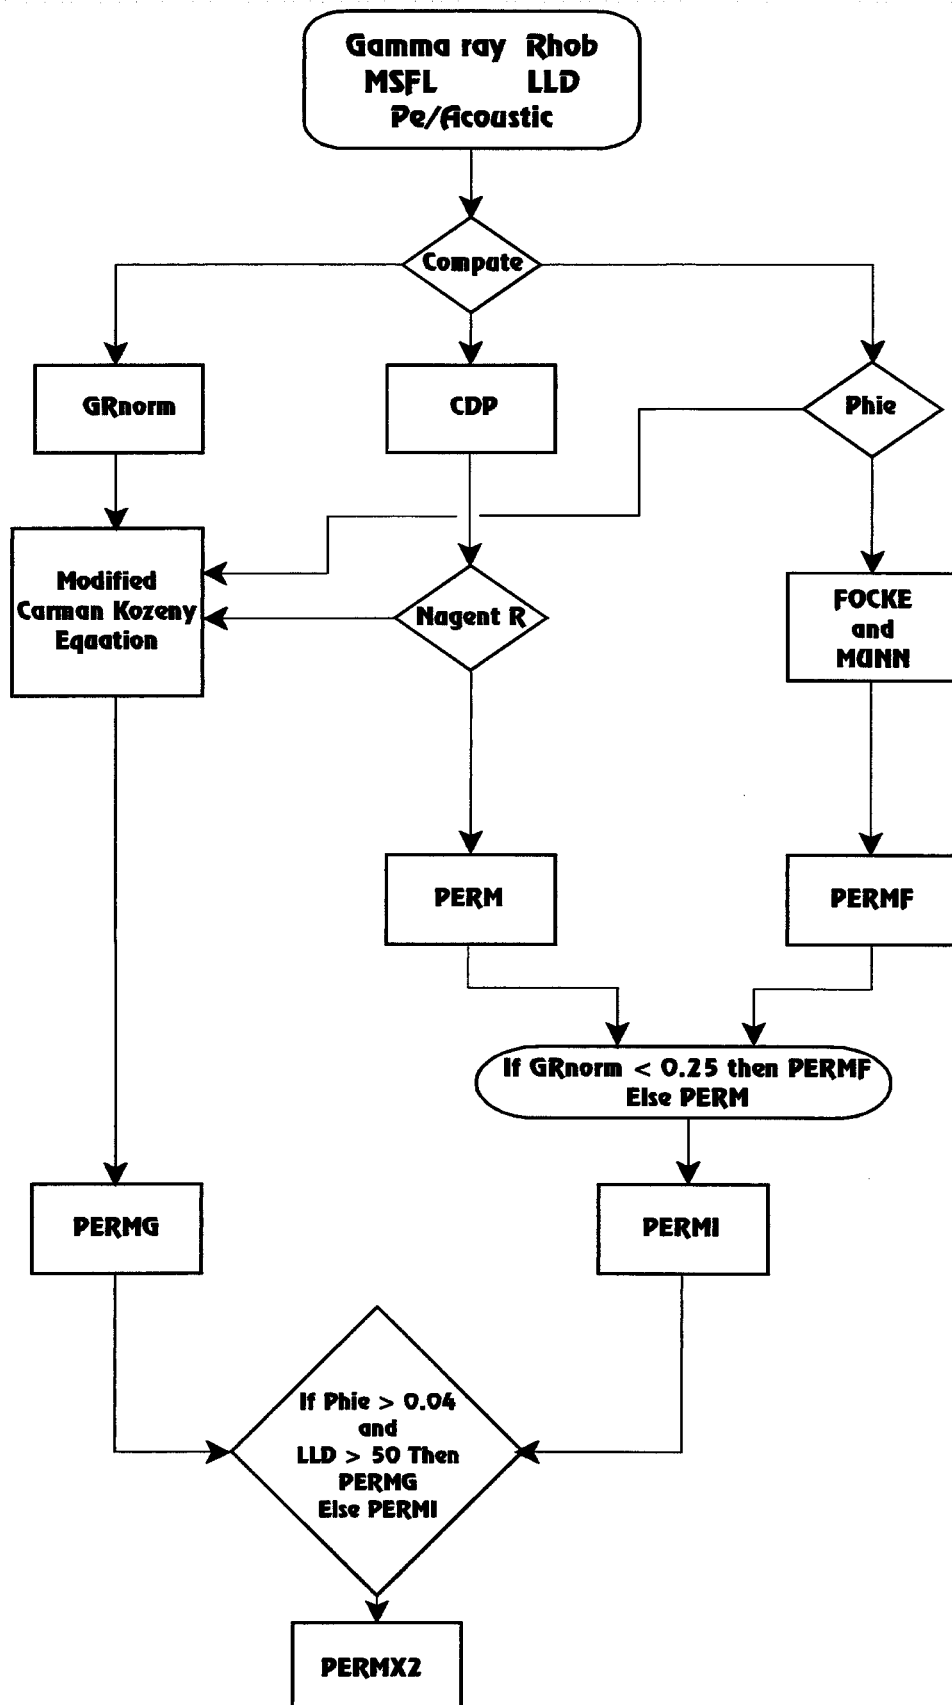 Gamma ray Rhob
MSFL LLD
Pe/Acoustic
Compute
GRnorm
CDP
Phie
Modified
Carman Kozeny
Equation
Nugent R
FOCKE
and
MUNN
PERM
PERMF
If GRnorm < 0.25 then PERMF
Else PERM
PERMG
PERMI
If Phie > 0.04
and
LLD > 50 Then
PERMG
Else PERMI
PERMX2